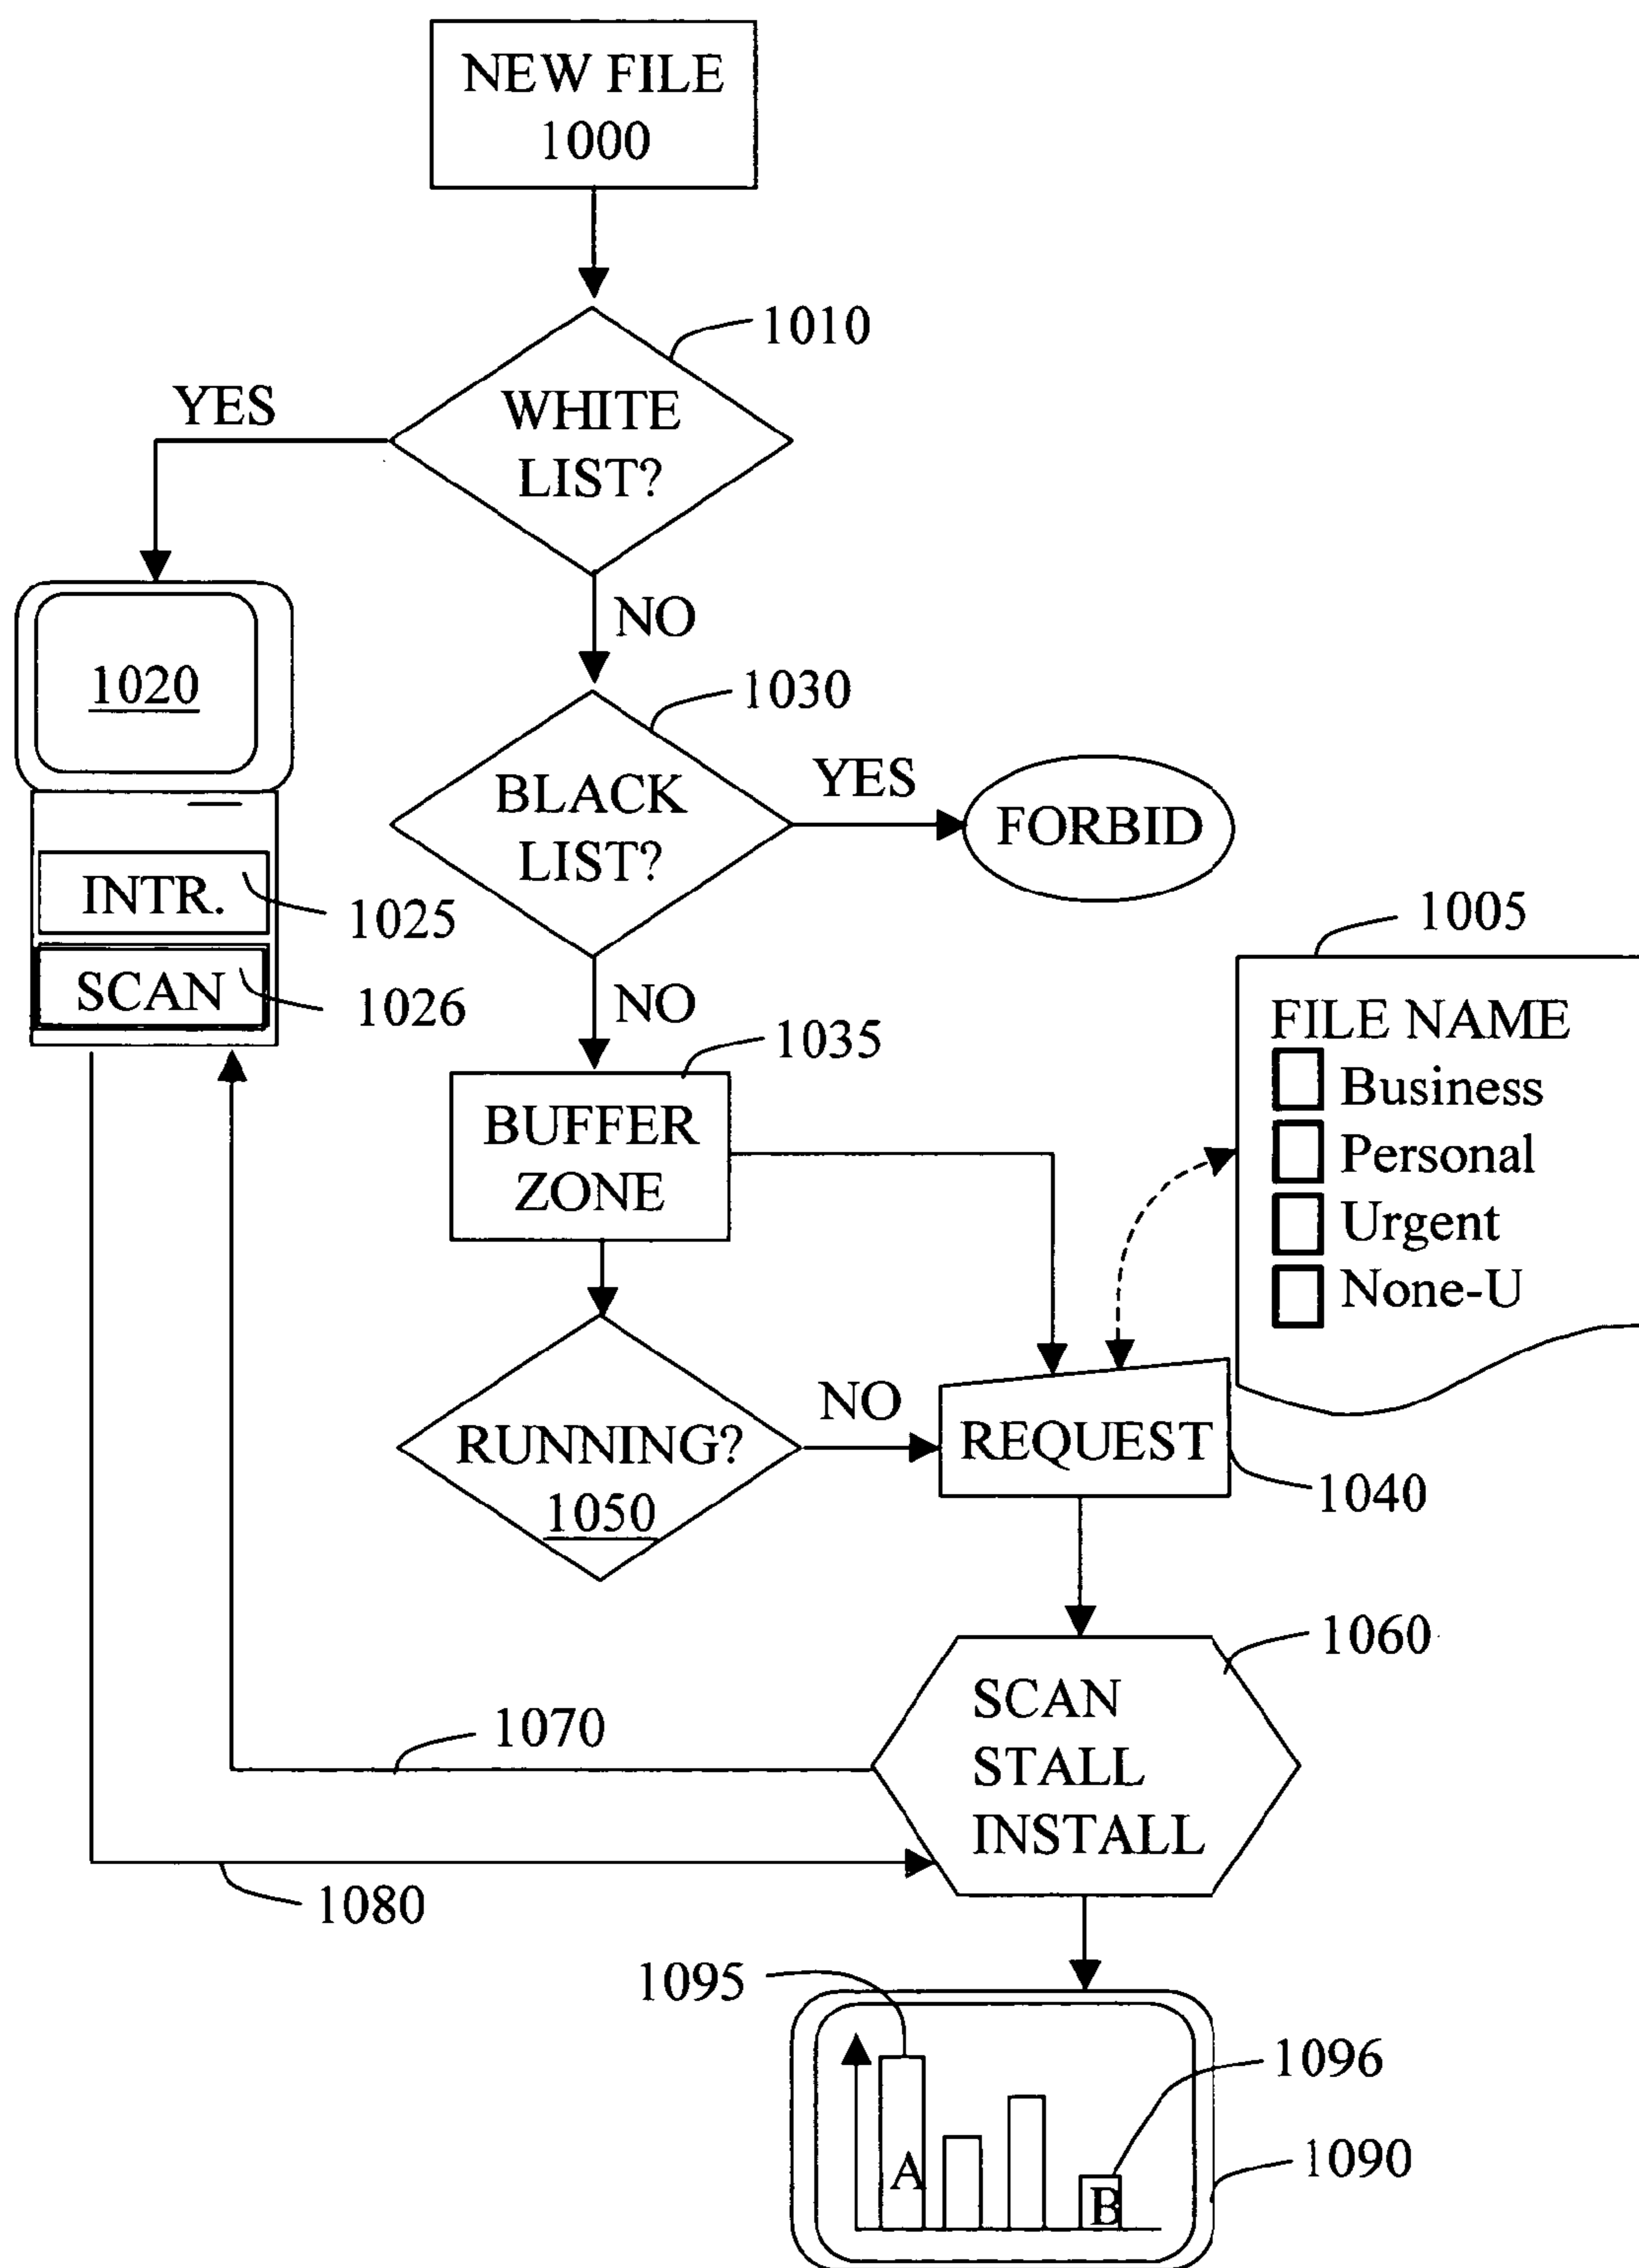 NEW FILE
1000
1010
WHITE
LIST?
YES
NO
1020
1030
BLACK
LIST?
YES
FORBID
INTR.
1025
SCAN
1026
NO
1005
FILE NAME
Business
Personal
Urgent
None-U
1035
BUFFER
ZONE
RUNNING?
1050
NO
REQUEST
1040
1060
SCAN
STALL
INSTALL
1070
1080
1095
1096
A
B
1090